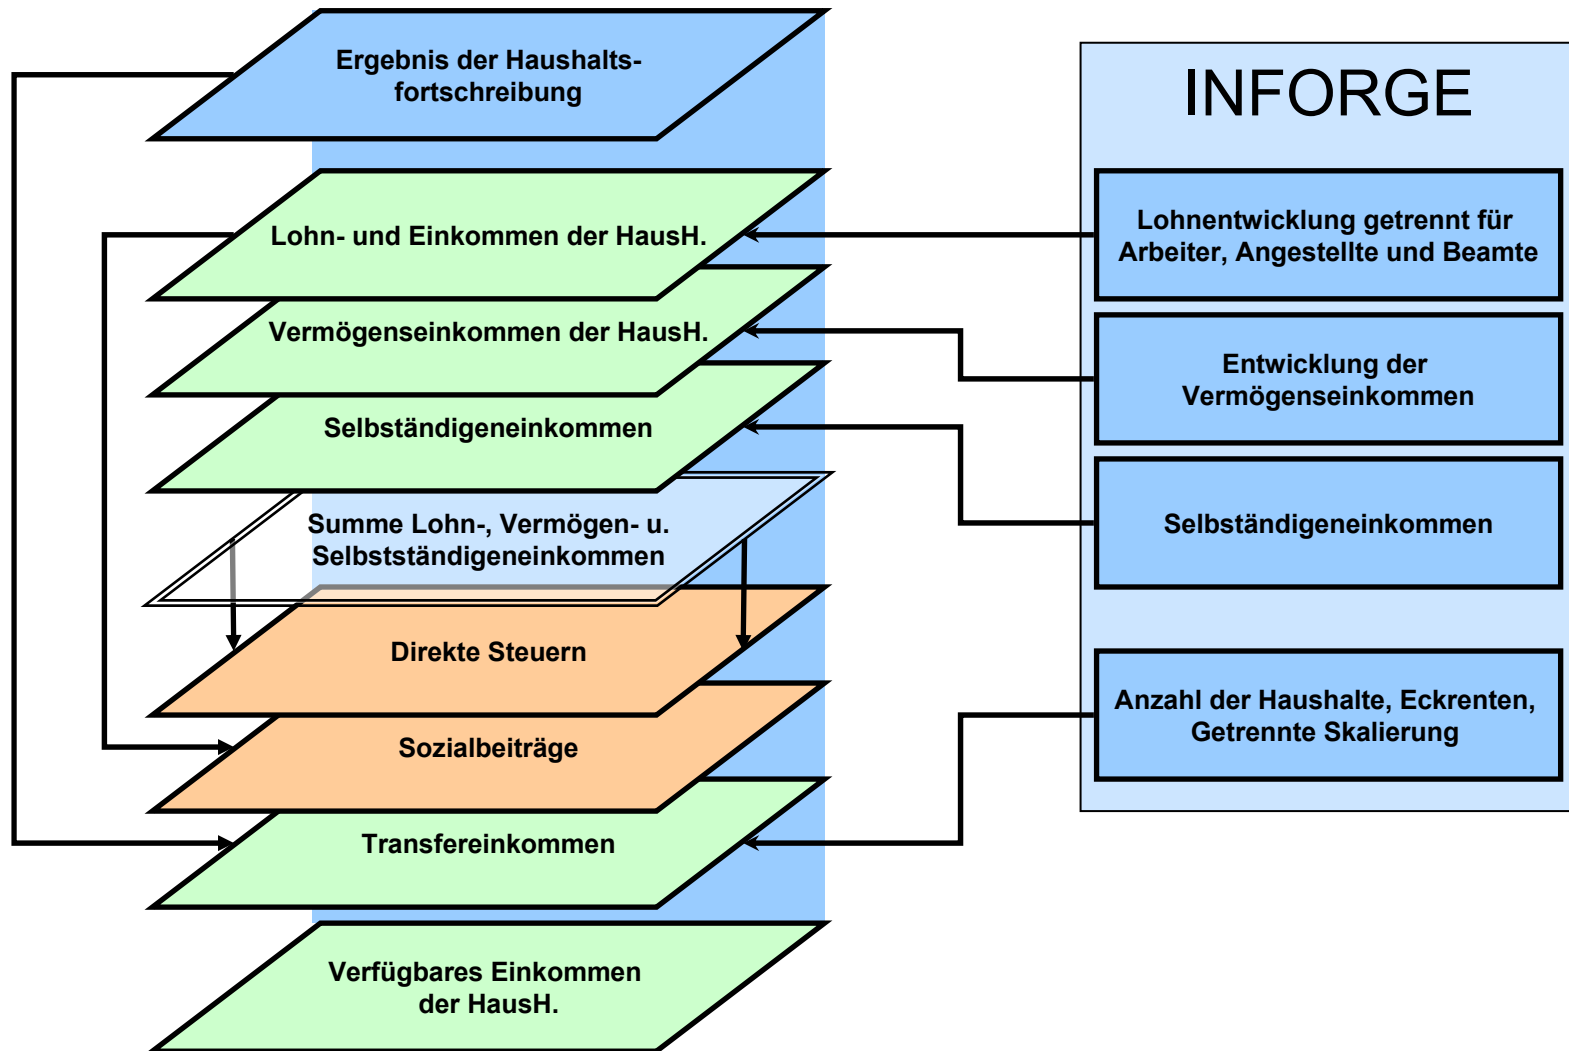 Ergebnis der Haushalts-
fortschreibung
Lohn- und Einkommen der HausH.
Vermögenseinkommen der HausH.
Selbständigeneinkommen
Summe Lohn-, Vermögen- u.
Selbstständigeneinkommen
Direkte Steuern
Sozialbeiträge
Transfereinkommen
Verfügbares Einkommen
der HausH.
INFORGE
Lohnentwicklung getrennt für
Arbeiter, Angestellte und Beamte
Entwicklung der
Vermögenseinkommen
Selbständigeneinkommen
Anzahl der Haushalte, Eckrenten,
Getrennte Skalierung